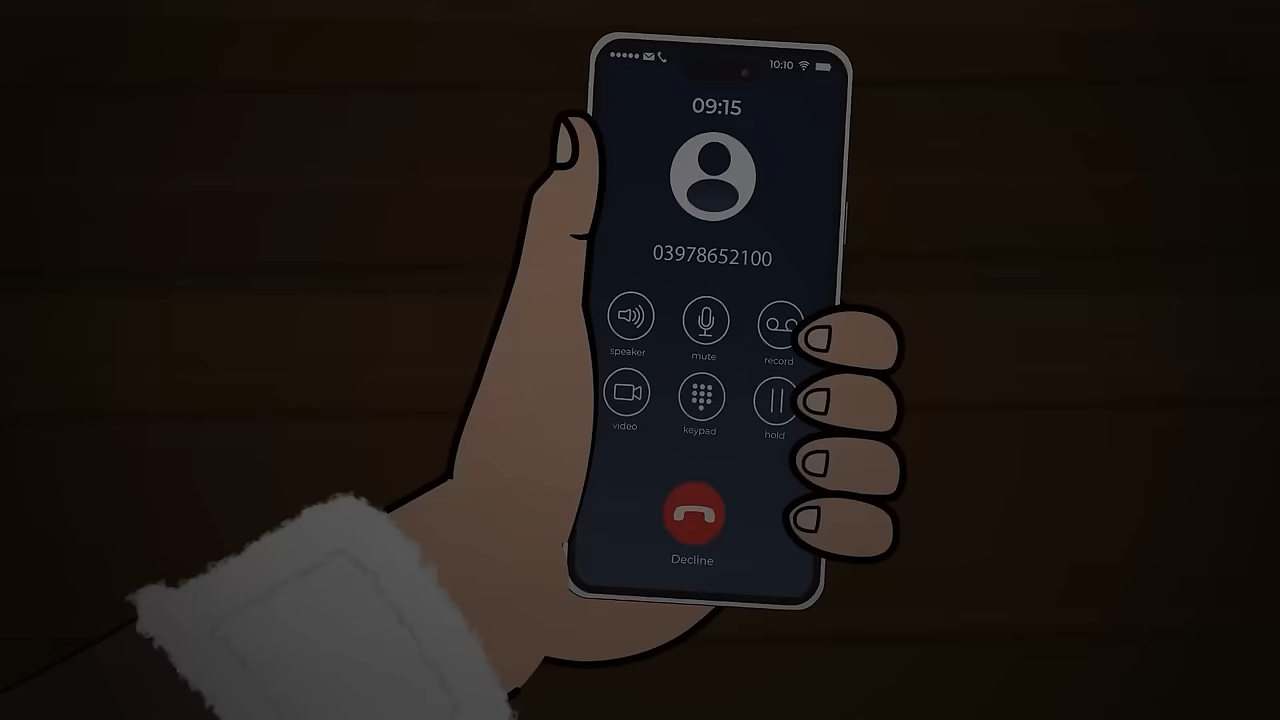 10:10
09:15
03978652100
speaker mute record
video keypad hold
Decline